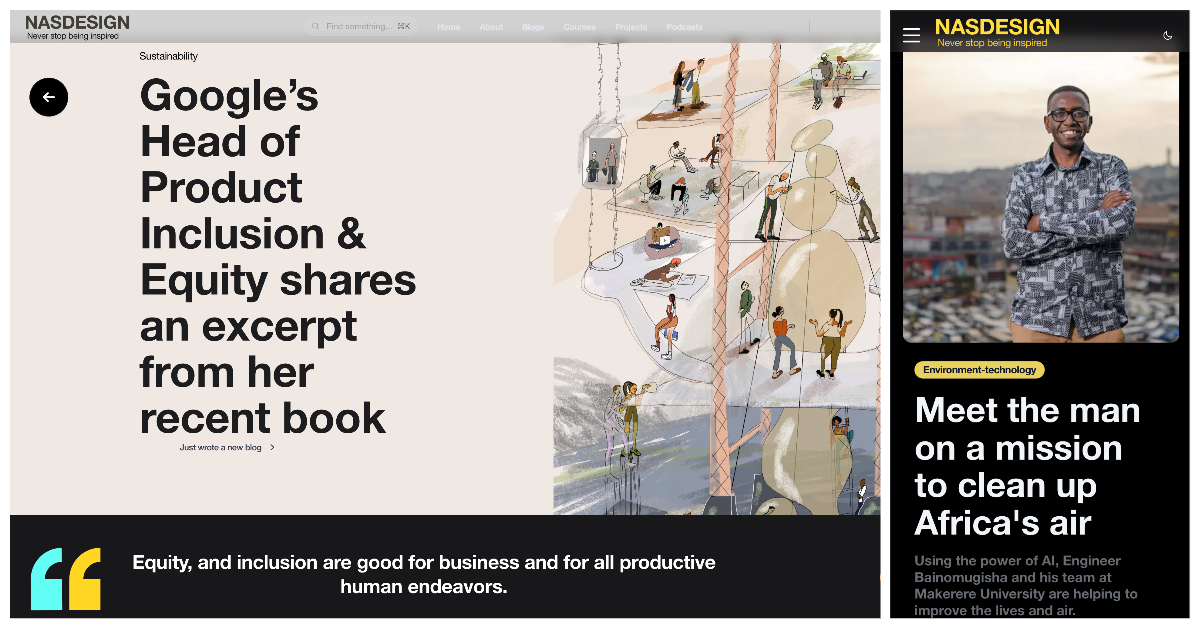 NASDESIGN
Never stop being inspired
Find something... ⌘K
Home About Blogs Courses Projects Podcasts
Sustainability
Google’s
Head of
Product
Inclusion &
Equity shares
an excerpt
from her
recent book
Just wrote a new blog
Equity, and inclusion are good for business and for all productive
human endeavors.
NASDESIGN
Never stop being inspired
Environment-technology
Meet the man
on a mission
to clean up
Africa's air
Using the power of AI, Engineer
Bainomugisha and his team at
Makerere University are helping to
improve the lives and air.